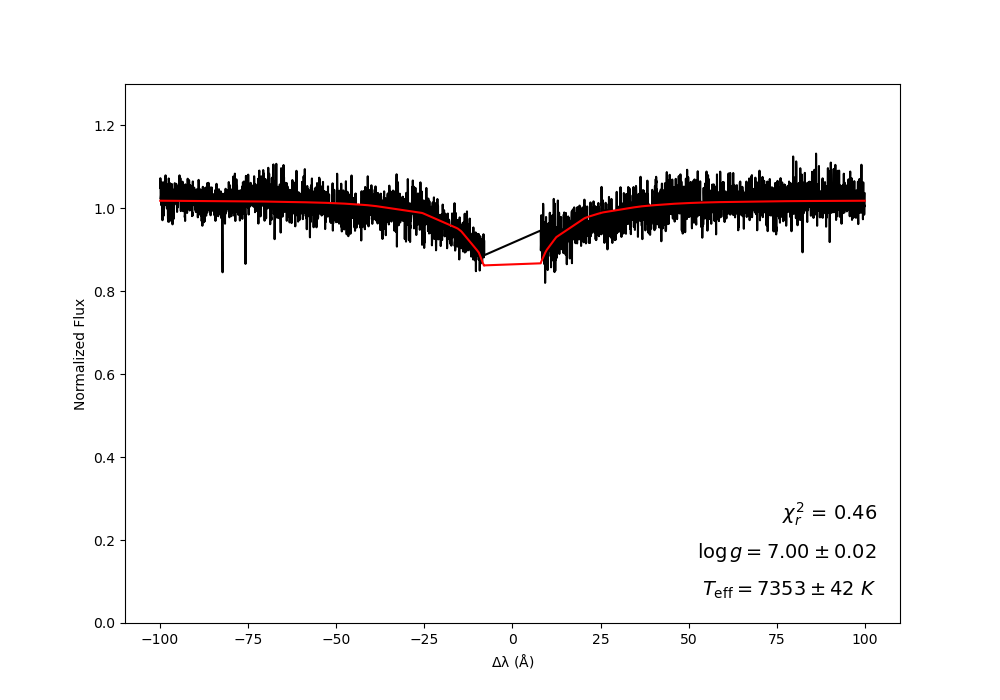 1.2
1.0
0.8
0.6
0.4
0.2
0.0
Normalized Flux
χ²ᵣ = 0.46
log g = 7.00 ± 0.02
T_eff = 7353 ± 42 K
−100 −75 −50 −25 0 25 50 75 100
Δλ (Å)